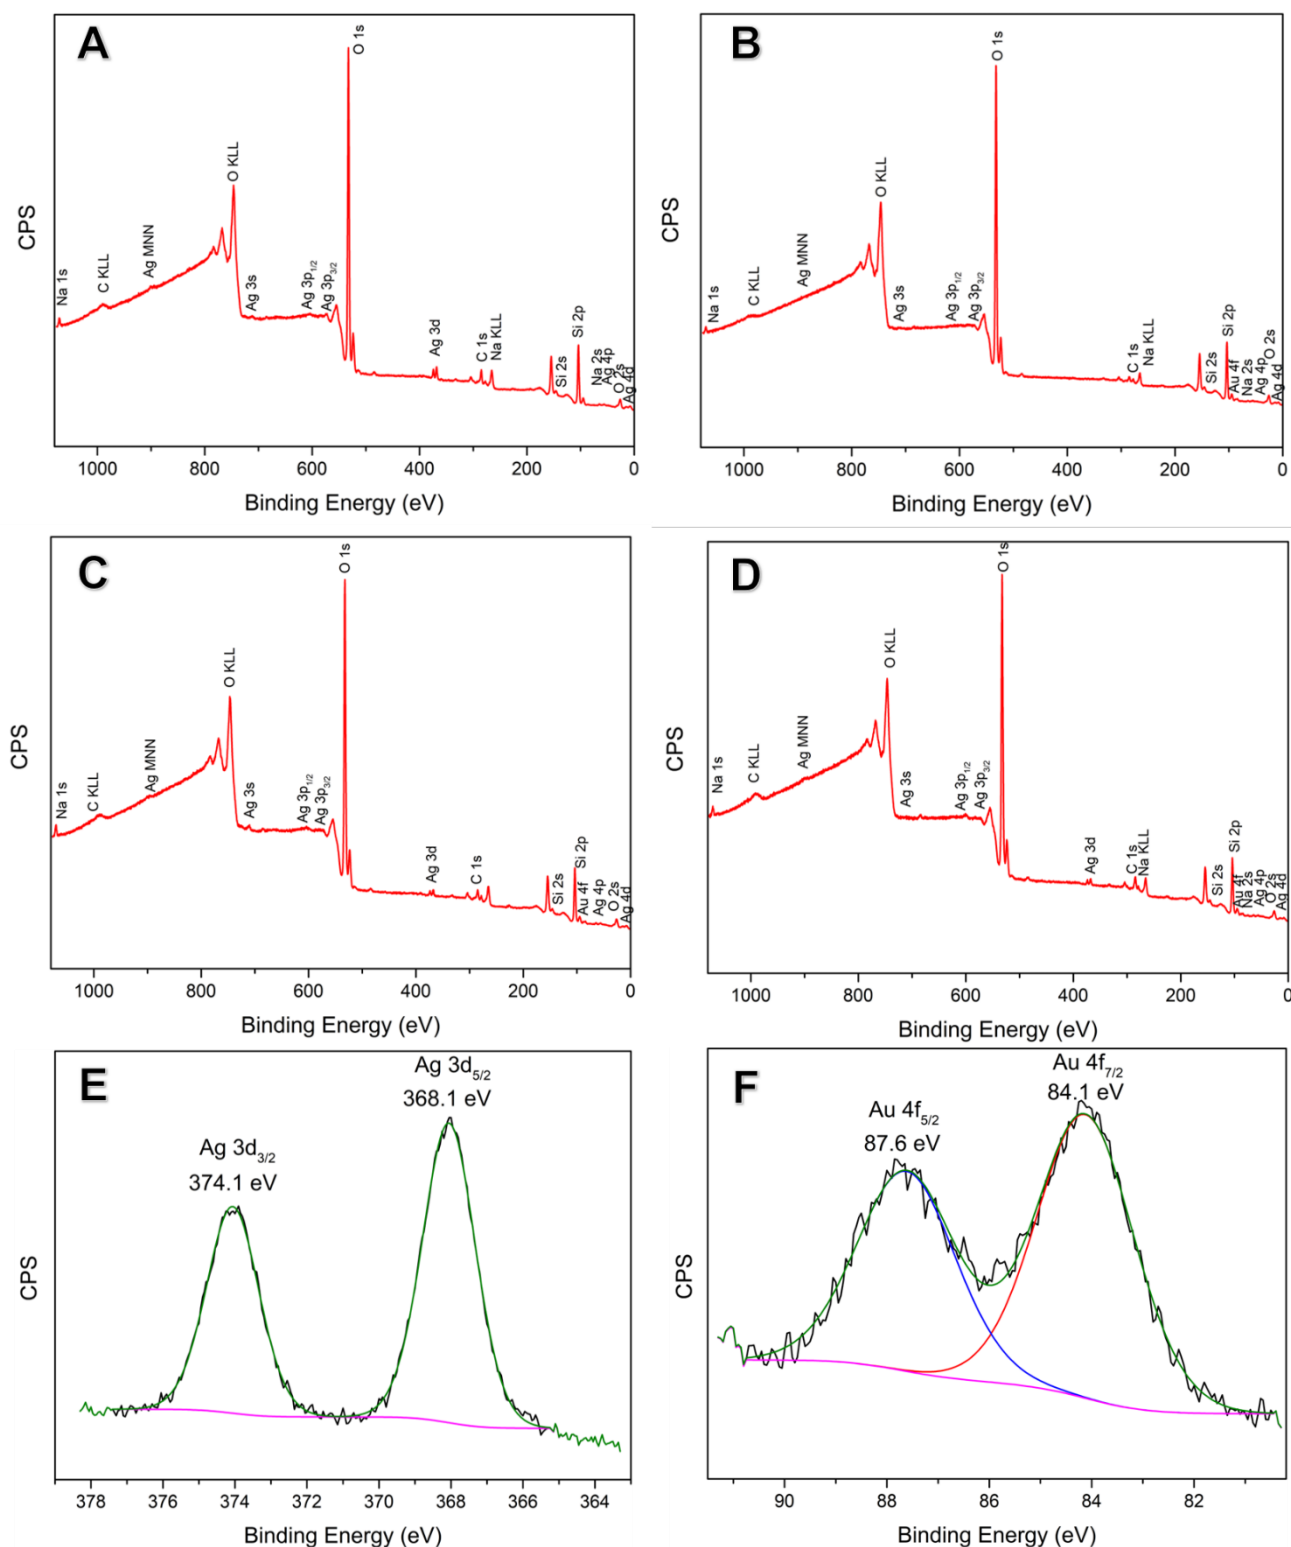 A
O 1s
O KLL
Na 1s
C KLL
Ag MNN
Ag 3s
Ag 3p1/2
Ag 3p3/2
Ag 3d
C 1s
Na KLL
Si 2s
Si 2p
Na 2s
Ag 4p
O 2s
Ag 4d
CPS
1000 800 600 400 200 0
Binding Energy (eV)
B
O 1s
O KLL
Na 1s
C KLL
Ag MNN
Ag 3s
Ag 3p1/2
Ag 3p3/2
C 1s
Na KLL
Si 2s
Si 2p
Au 4f
Na 2s
Ag 4p
O 2s
Ag 4d
CPS
1000 800 600 400 200 0
Binding Energy (eV)
C
O 1s
O KLL
Na 1s
C KLL
Ag MNN
Ag 3s
Ag 3p1/2
Ag 3p3/2
Ag 3d
C 1s
Si 2s
Si 2p
Au 4f
Ag 4p
O 2s
Ag 4d
CPS
1000 800 600 400 200 0
Binding Energy (eV)
D
O 1s
O KLL
Na 1s
C KLL
Ag MNN
Ag 3s
Ag 3p1/2
Ag 3p3/2
Ag 3d
C 1s
Na KLL
Si 2s
Si 2p
Au 4f
Na 2s
Ag 4p
O 2s
Ag 4d
CPS
1000 800 600 400 200 0
Binding Energy (eV)
E
Ag 3d5/2
368.1 eV
Ag 3d3/2
374.1 eV
CPS
378 376 374 372 370 368 366 364
Binding Energy (eV)
F
Au 4f7/2
84.1 eV
Au 4f5/2
87.6 eV
CPS
90 88 86 84 82
Binding Energy (eV)